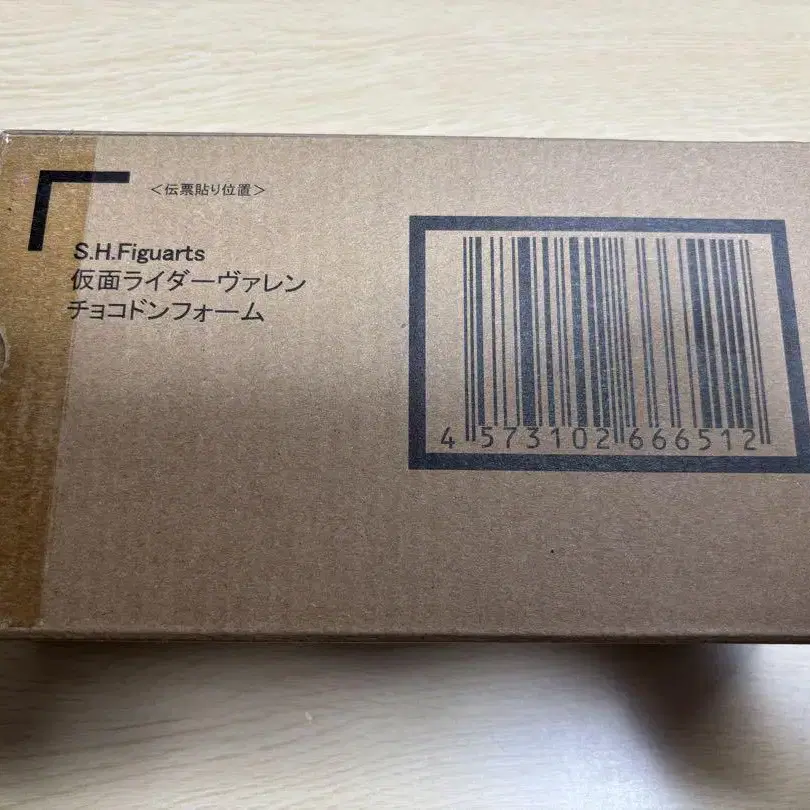 ＜伝票貼り位置＞
S.H.Figuarts
仮面ライダーヴァレン
チョコドンフォーム
4 573102 666512